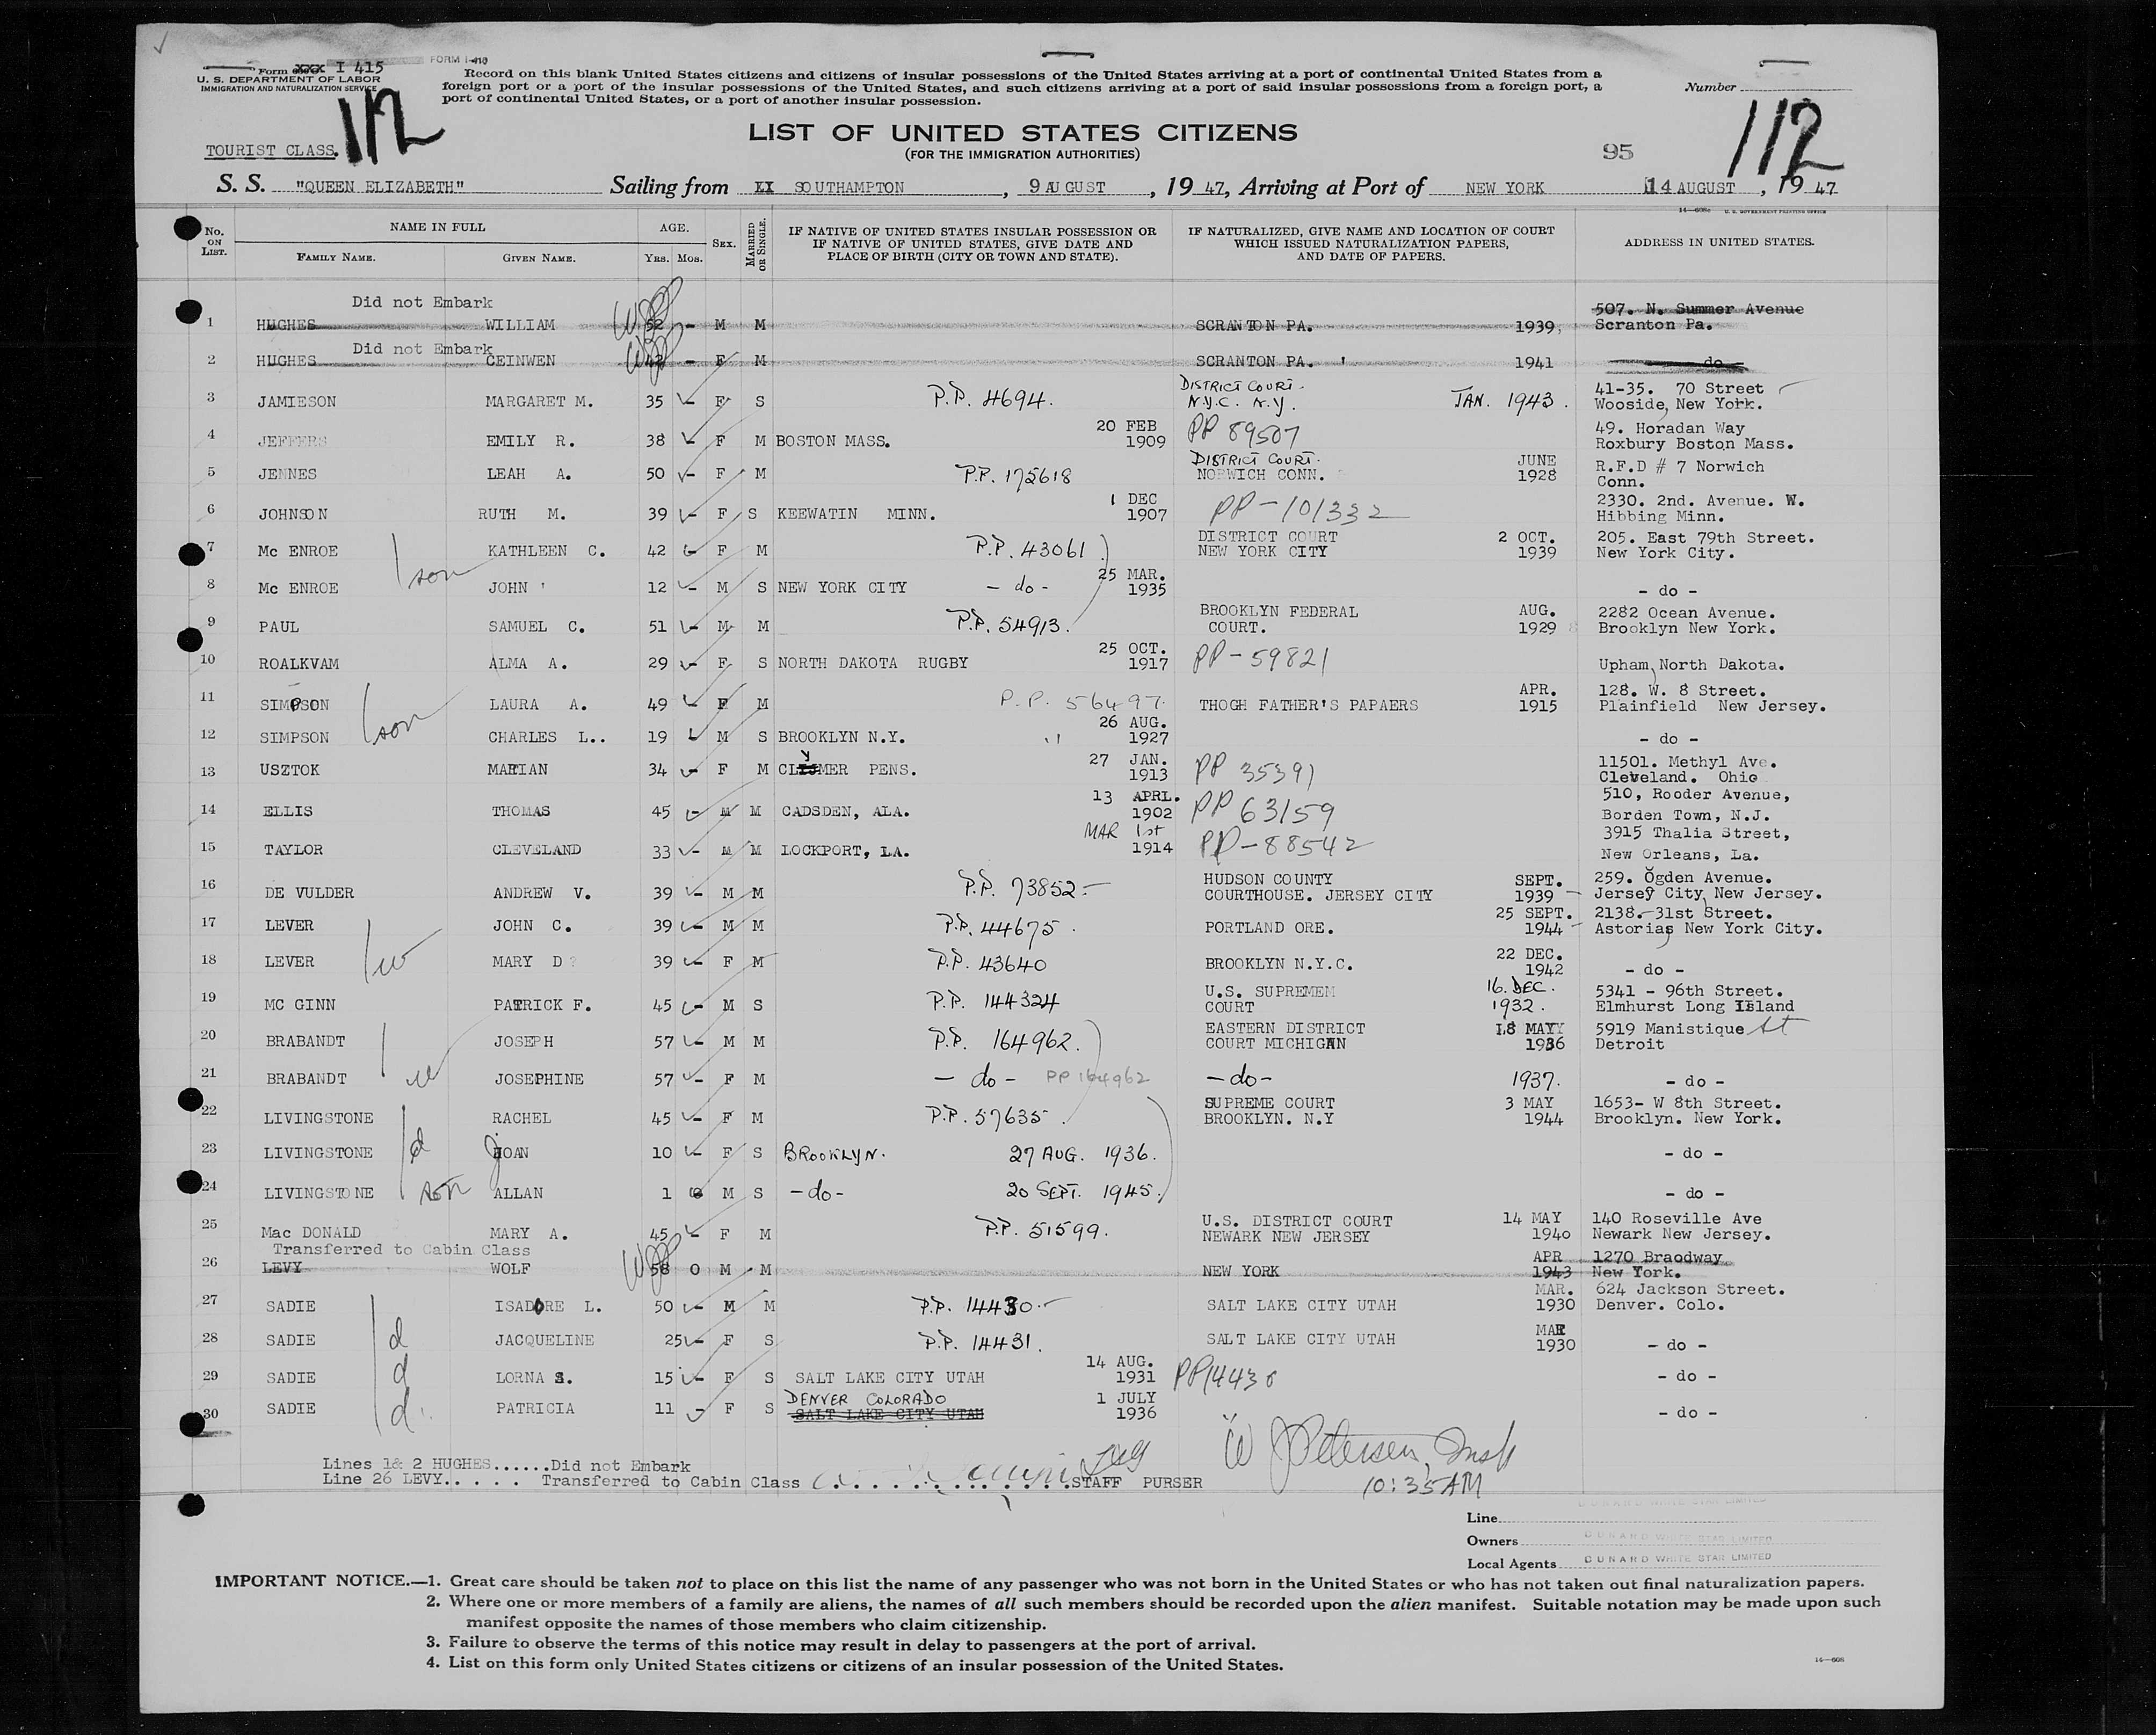 Form XXX I 415 FORM I-410
U. S. DEPARTMENT OF LABOR
IMMIGRATION AND NATURALIZATION SERVICE
Record on this blank United States citizens and citizens of insular possessions of the United States arriving at a port of continental United States from a
foreign port or a port of the insular possessions of the United States, and such citizens arriving at a port of said insular possessions from a foreign port, a
port of continental United States, or a port of another insular possession.
Number
112
112
LIST OF UNITED STATES CITIZENS
(FOR THE IMMIGRATION AUTHORITIES)
TOURIST CLASS.
95
S. S. "QUEEN ELIZABETH" Sailing from XX SOUTHAMPTON, 9 AUGUST, 19 47, Arriving at Port of NEW YORK 14 AUGUST, 19 47
14—608c U. S. GOVERNMENT PRINTING OFFICE
No. ON LIST. NAME IN FULL AGE. SEX. MARRIED OR SINGLE. IF NATIVE OF UNITED STATES INSULAR POSSESSION OR IF NATIVE OF UNITED STATES, GIVE DATE AND PLACE OF BIRTH (CITY OR TOWN AND STATE). IF NATURALIZED, GIVE NAME AND LOCATION OF COURT WHICH ISSUED NATURALIZATION PAPERS, AND DATE OF PAPERS. ADDRESS IN UNITED STATES.
FAMILY NAME. GIVEN NAME. YRS. MOS.
Did not Embark 507. N. Summer Avenue
1 HUGHES WILLIAM 52 - M M SCRANTON PA. 1939, Scranton Pa.
Did not Embark
2 HUGHES CEINWEN 42 - F M SCRANTON PA. 1941 do
DISTRICT COURT. 41-35. 70 Street
3 JAMIESON MARGARET M. 35 - F S P.P. 4694. N.Y.C. N.Y. JAN. 1943. Wooside, New York.
20 FEB 49. Horadan Way
4 JEFFERS EMILY R. 38 - F M BOSTON MASS. 1909 PP 89507 Roxbury Boston Mass.
DISTRICT COURT. JUNE R.F.D # 7 Norwich
5 JENNES LEAH A. 50 - F M P.P. 175618 NORWICH CONN. 1928 Conn.
1 DEC 2330. 2nd. Avenue. W.
6 JOHNSON RUTH M. 39 - F S KEEWATIN MINN. 1907 PP-101332 Hibbing Minn.
DISTRICT COURT 2 OCT. 205. East 79th Street.
7 Mc ENROE KATHLEEN C. 42 - F M P.P. 43061 NEW YORK CITY 1939 New York City.
son 25 MAR.
8 Mc ENROE JOHN 12 - M S NEW YORK CITY - do - 1935 - do -
BROOKLYN FEDERAL AUG. 2282 Ocean Avenue.
9 PAUL SAMUEL C. 51 - M M P.P. 54913. COURT. 1929 Brooklyn New York.
25 OCT.
10 ROALKVAM ALMA A. 29 - F S NORTH DAKOTA RUGBY 1917 PP-59821 Upham, North Dakota.
APR. 128. W. 8 Street.
11 SIMPSON LAURA A. 49 - F M P.P. 56497. THOGH FATHER'S PAPAERS 1915 Plainfield New Jersey.
son 26 AUG.
12 SIMPSON CHARLES L.. 19 M S BROOKLYN N.Y. " 1927 - do -
27 JAN. 11501. Methyl Ave.
13 USZTOK MARIAN 34 - F M CLYMER PENS. 1913 PP 35391 Cleveland. Ohio
13 APRL. 510, Rooder Avenue,
14 ELLIS THOMAS 45 - M M CADSDEN, ALA. 1902 PP 63159 Borden Town, N.J.
MAR 1st 3915 Thalia Street,
15 TAYLOR CLEVELAND 33 - M M LOCKPORT, LA. 1914 PP-88542 New Orleans, La.
HUDSON COUNTY SEPT. 259. Ogden Avenue.
16 DE VULDER ANDREW V. 39 - M M P.P. 73852- COURTHOUSE. JERSEY CITY 1939 Jersey City, New Jersey.
25 SEPT. 2138.-31st Street.
17 LEVER JOHN C. 39 - M M P.P. 44675. PORTLAND ORE. 1944 Astorias New York City.
w 22 DEC.
18 LEVER MARY D 39 - F M P.P. 43640 BROOKLYN N.Y.C. 1942 - do -
U.S. SUPREMEM 16. DEC. 5341 - 96th Street.
19 MC GINN PATRICK F. 45 - M S P.P. 144324 COURT 1932. Elmhurst Long Island
EASTERN DISTRICT 18 MAY 5919 Manistique St
20 BRABANDT JOSEPH 57 - M M P.P. 164962. COURT MICHIGAN 1936 Detroit
21 BRABANDT w JOSEPHINE 57 - F M - do - PP 164962 -do- 1937. - do -
SUPREME COURT 3 MAY 1653- W 8th Street.
22 LIVINGSTONE RACHEL 45 - F M P.P. 57635. BROOKLYN. N.Y 1944 Brooklyn. New York.
23 LIVINGSTONE d JOAN 10 - F S BROOKLYN. 27 AUG. 1936. - do -
24 LIVINGSTONE son ALLAN 1 M S -do- 20 SEPT. 1945. - do -
U.S. DISTRICT COURT 14 MAY 140 Roseville Ave
25 Mac DONALD MARY A. 45 - F M P.P. 51599. NEWARK NEW JERSEY 1940 Newark New Jersey.
Transferred to Cabin Class APR 1270 Braodway
26 LEVY WOLF 58 0 M M NEW YORK 1943 New York.
MAR. 624 Jackson Street.
27 SADIE ISADORE L. 50 - M M P.P. 14430.- SALT LAKE CITY UTAH 1930 Denver. Colo.
MAR
28 SADIE d JACQUELINE 25 - F S P.P. 14431. SALT LAKE CITY UTAH 1930 - do -
14 AUG.
29 SADIE d LORNA S. 15 - F S SALT LAKE CITY UTAH 1931 PP14430 - do -
DENVER COLORADO 1 JULY
30 SADIE d. PATRICIA 11 - F S SALT LAKE CITY UTAH 1936 - do -
Lines 1& 2 HUGHES......Did not Embark
Line 26 LEVY.. . . . Transferred to Cabin Class STAFF PURSER
W J Petersen, Insp
10:35 AM
Line
Owners CUNARD WHITE STAR LIMITED
Local Agents CUNARD WHITE STAR LIMITED
IMPORTANT NOTICE.—1. Great care should be taken not to place on this list the name of any passenger who was not born in the United States or who has not taken out final naturalization papers.
2. Where one or more members of a family are aliens, the names of all such members should be recorded upon the alien manifest. Suitable notation may be made upon such
manifest opposite the names of those members who claim citizenship.
3. Failure to observe the terms of this notice may result in delay to passengers at the port of arrival.
4. List on this form only United States citizens or citizens of an insular possession of the United States.
14—608